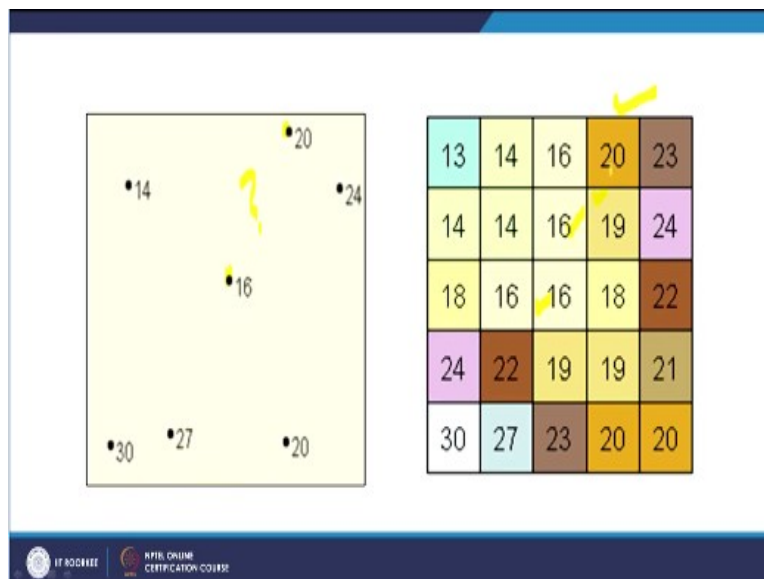 20
14
24
?
16
27
30
20
13 14 16 20 23
14 14 16 19 24
18 16 16 18 22
24 22 19 19 21
30 27 23 20 20
IIT ROORKEE
NPTEL ONLINE
CERTIFICATION COURSE